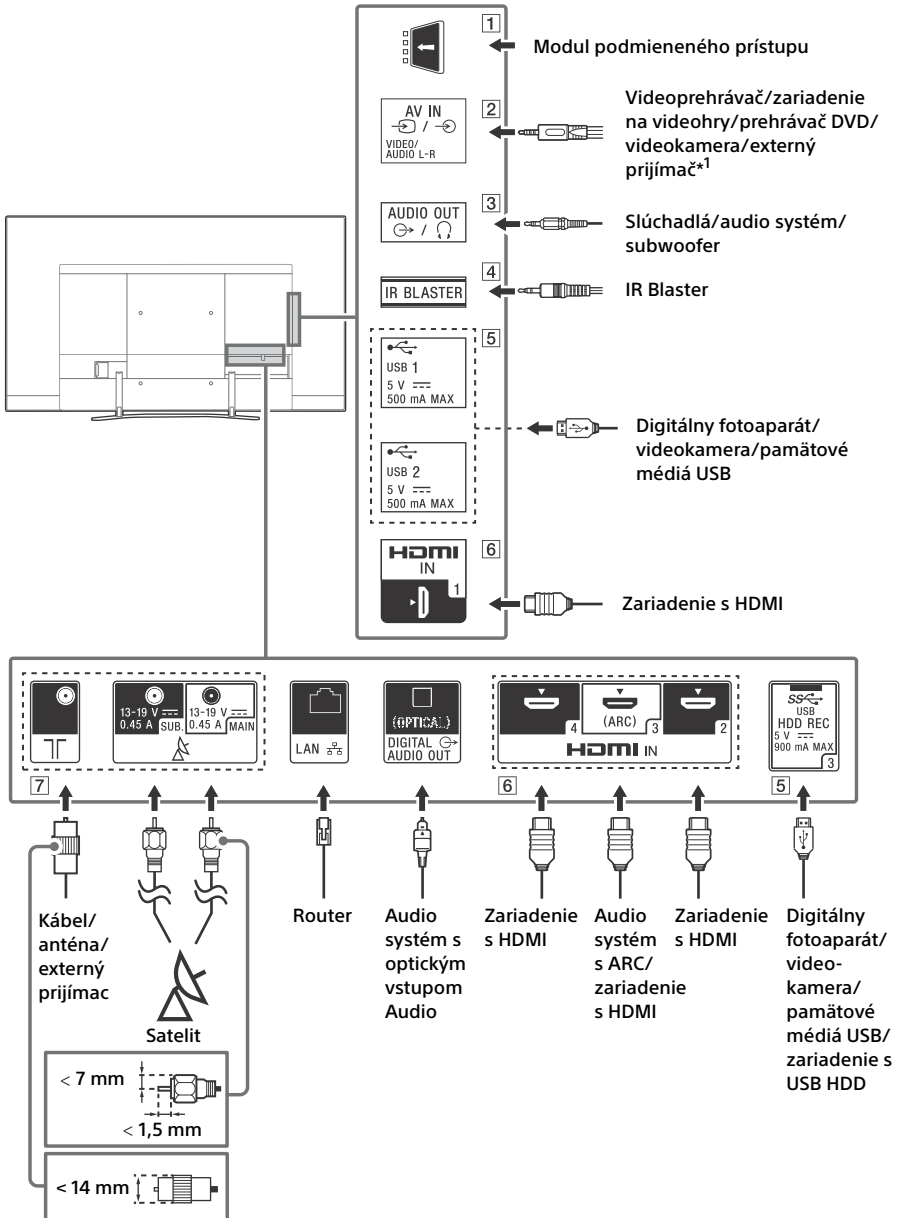 1
Modul podmieneného prístupu
AV IN
/
VIDEO/
AUDIO L-R
2
Videoprehrávač/zariadenie
na videohry/prehrávač DVD/
videokamera/externý
prijímač*1
AUDIO OUT
/
3
Slúchadlá/audio systém/
subwoofer
4
IR BLASTER
IR Blaster
5
USB 1
5 V
500 mA MAX
USB 2
5 V
500 mA MAX
Digitálny fotoaparát/
videokamera/pamätové
médiá USB
HDMI
IN
1
6
Zariadenie s HDMI
13-19 V
0.45 A
SUB.
13-19 V
0.45 A
MAIN
LAN
(OPTICAL)
DIGITAL
AUDIO OUT
4
(ARC)
3
2
HDMI IN
SS
USB
HDD REC
5 V
900 mA MAX
3
7
6
5
Kábel/
anténa/
externý
prijímac
Satelit
Router
Audio
systém s
optickým
vstupom
Audio
Zariadenie
s HDMI
Audio
systém
s ARC/
zariadenie
s HDMI
Zariadenie
s HDMI
Digitálny
fotoaparát/
video-
kamera/
pamätové
médiá USB/
zariadenie s
USB HDD
< 7 mm
< 1,5 mm
< 14 mm